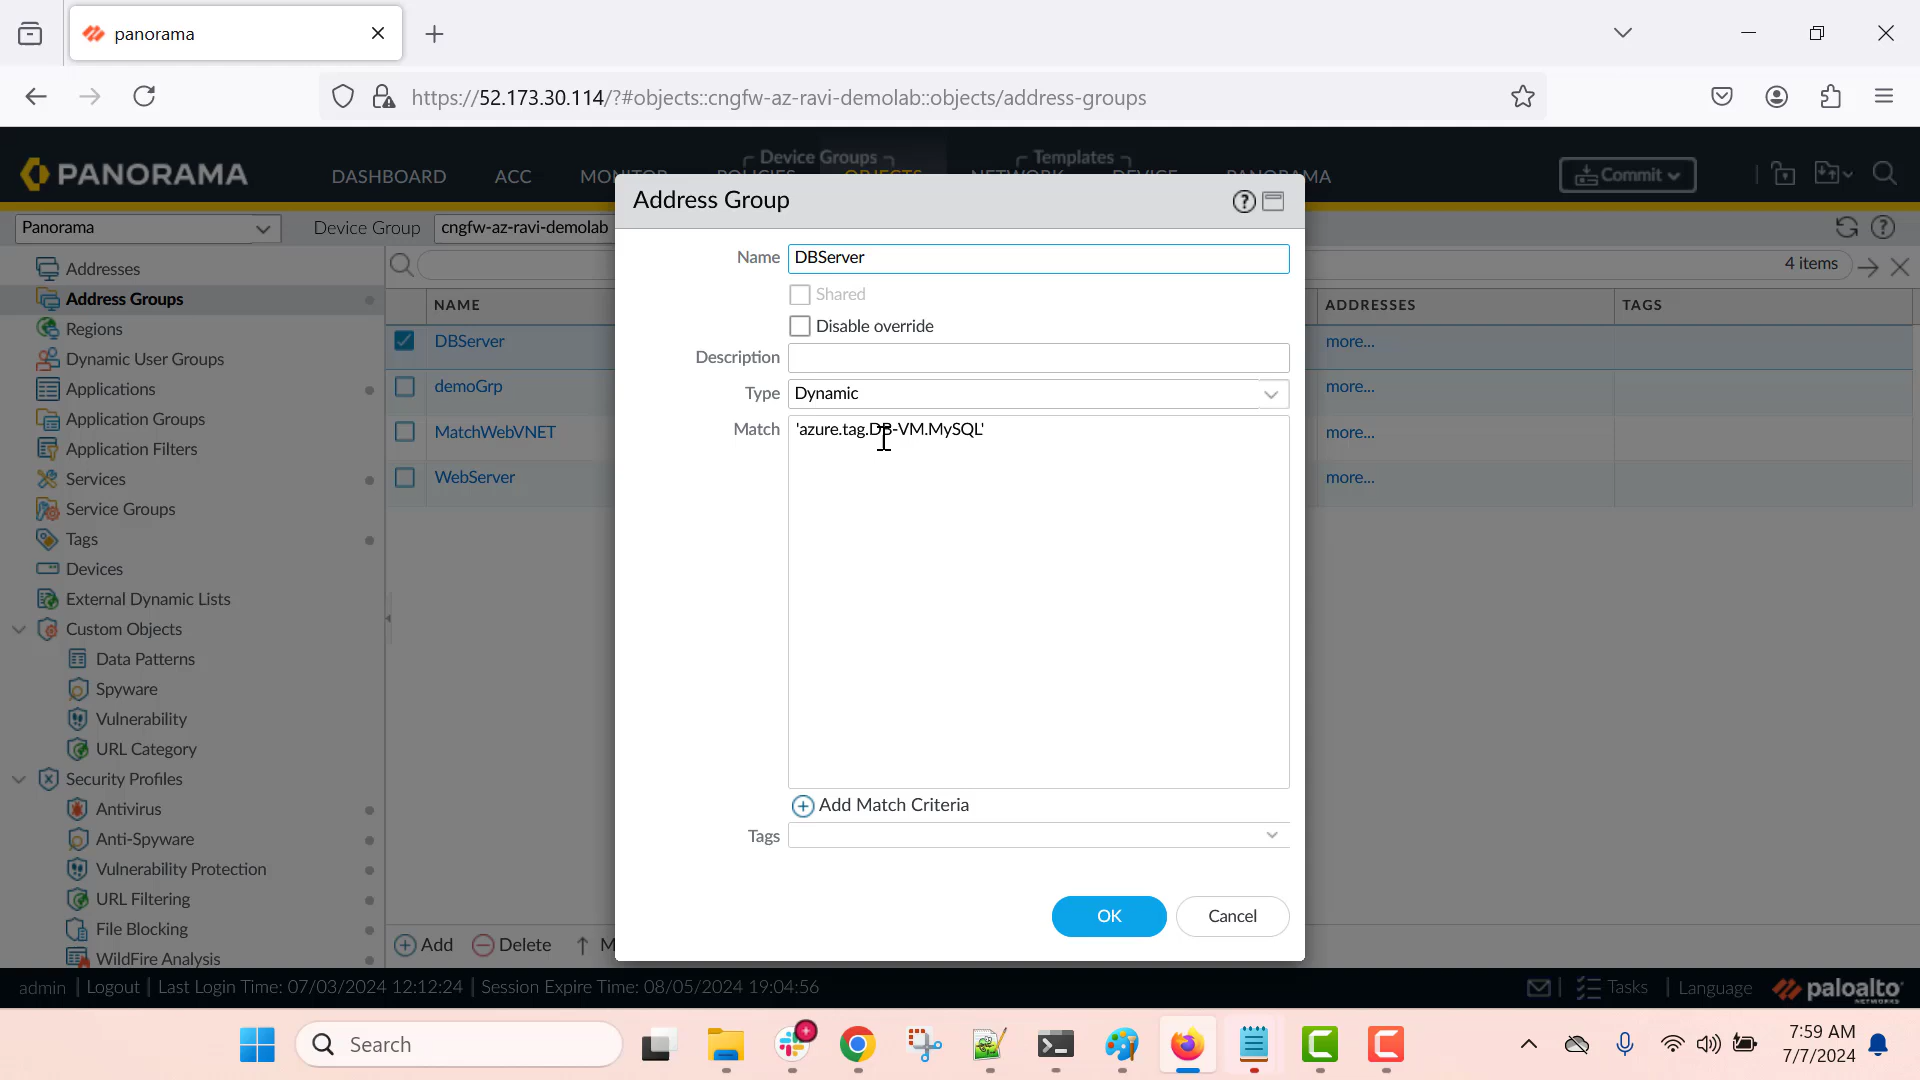 panorama
https://52.173.30.114/?#objects::cngfw-az-ravi-demolab::objects/address-groups
PANORAMA
DASHBOARD
ACC
Device Groups
Templates
PANORAMA
Commit
Panorama
Device Group
cngfw-az-ravi-demolab
Addresses
Address Groups
Regions
Dynamic User Groups
Applications
Application Groups
Application Filters
Services
Service Groups
Tags
Devices
External Dynamic Lists
Custom Objects
Data Patterns
Spyware
Vulnerability
URL Category
Security Profiles
Antivirus
Anti-Spyware
Vulnerability Protection
URL Filtering
File Blocking
WildFire Analysis
4 items
NAME
ADDRESSES
TAGS
DBServer
more...
demoGrp
more...
MatchWebVNET
more...
WebServer
more...
Add
Delete
Address Group
Name
DBServer
Shared
Disable override
Description
Type
Dynamic
Match
'azure.tag.DB-VM.MySQL'
Add Match Criteria
Tags
OK
Cancel
admin | Logout | Last Login Time: 07/03/2024 12:12:24 | Session Expire Time: 08/05/2024 19:04:56
Tasks | Language
paloalto
NETWORKS
Search
7:59 AM
7/7/2024